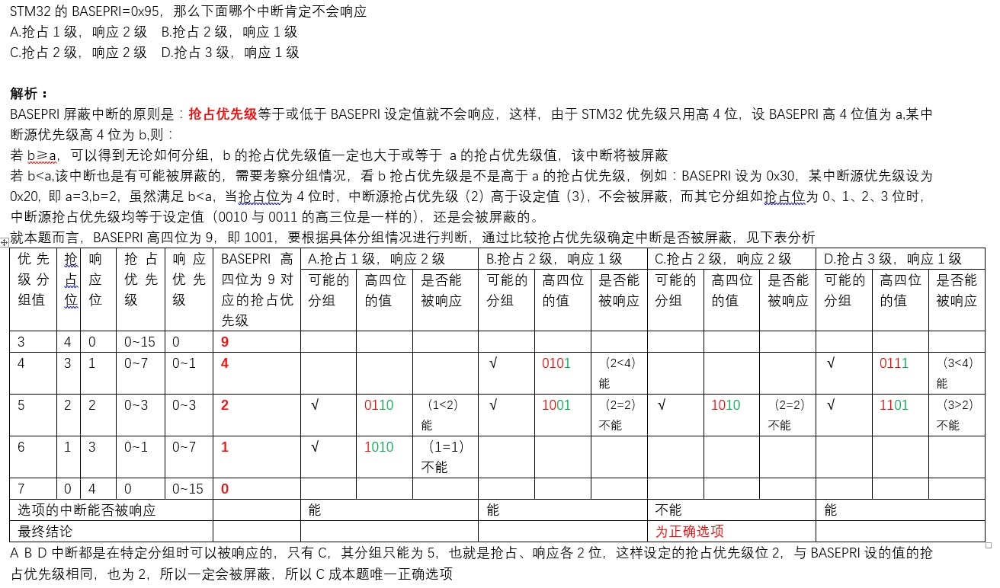 STM32 的 BASEPRI=0x95，那么下面哪个中断肯定不会响应
A.抢占 1 级，响应 2 级　B.抢占 2 级，响应 1 级
C.抢占 2 级，响应 2 级　D.抢占 3 级，响应 1 级
解析：
BASEPRI 屏蔽中断的原则是：抢占优先级等于或低于 BASEPRI 设定值就不会响应，这样，由于 STM32 优先级只用高 4 位，设 BASEPRI 高 4 位值为 a,某中
断源优先级高 4 位为 b,则：
若 b≥a，可以得到无论如何分组，b 的抢占优先级值一定也大于或等于 a 的抢占优先级值，该中断将被屏蔽
若 b<a,该中断也是有可能被屏蔽的，需要考察分组情况，看 b 抢占优先级是不是高于 a 的抢占优先级，例如：BASEPRI 设为 0x30，某中断源优先级设为
0x20, 即 a=3,b=2，虽然满足 b<a，当抢占位为 4 位时，中断源抢占优先级（2）高于设定值（3），不会被屏蔽，而其它分组如抢占位为 0、1、2、3 位时，
中断源抢占优先级均等于设定值（0010 与 0011 的高三位是一样的），还是会被屏蔽的。
就本题而言，BASEPRI 高四位为 9，即 1001，要根据具体分组情况进行判断，通过比较抢占优先级确定中断是否被屏蔽，见下表分析
优先级分组值 抢占位 响应位 抢占优先级 响应优先级 BASEPRI 高四位为 9 对应的抢占优先级 A.抢占 1 级，响应 2 级 B.抢占 2 级，响应 1 级 C.抢占 2 级，响应 2 级 D.抢占 3 级，响应 1 级
可能的分组 高四位的值 是否能被响应 可能的分组 高四位的值 是否能被响应 可能的分组 高四位的值 是否能被响应 可能的分组 高四位的值 是否能被响应
3 4 0 0~15 0 9
4 3 1 0~7 0~1 4 √ 0101 （2<4）能 √ 0111 （3<4）能
5 2 2 0~3 0~3 2 √ 0110 （1<2）能 √ 1001 （2=2）不能 √ 1010 （2=2）不能 √ 1101 （3>2）不能
6 1 3 0~1 0~7 1 √ 1010 （1=1）不能
7 0 4 0 0~15 0
选项的中断能否被响应 能 能 不能 能
最终结论 为正确选项
A B D 中断都是在特定分组时可以被响应的，只有 C，其分组只能为 5，也就是抢占、响应各 2 位，这样设定的抢占优先级位 2，与 BASEPRI 设的值的抢
占优先级相同，也为 2，所以一定会被屏蔽，所以 C 成本题唯一正确选项